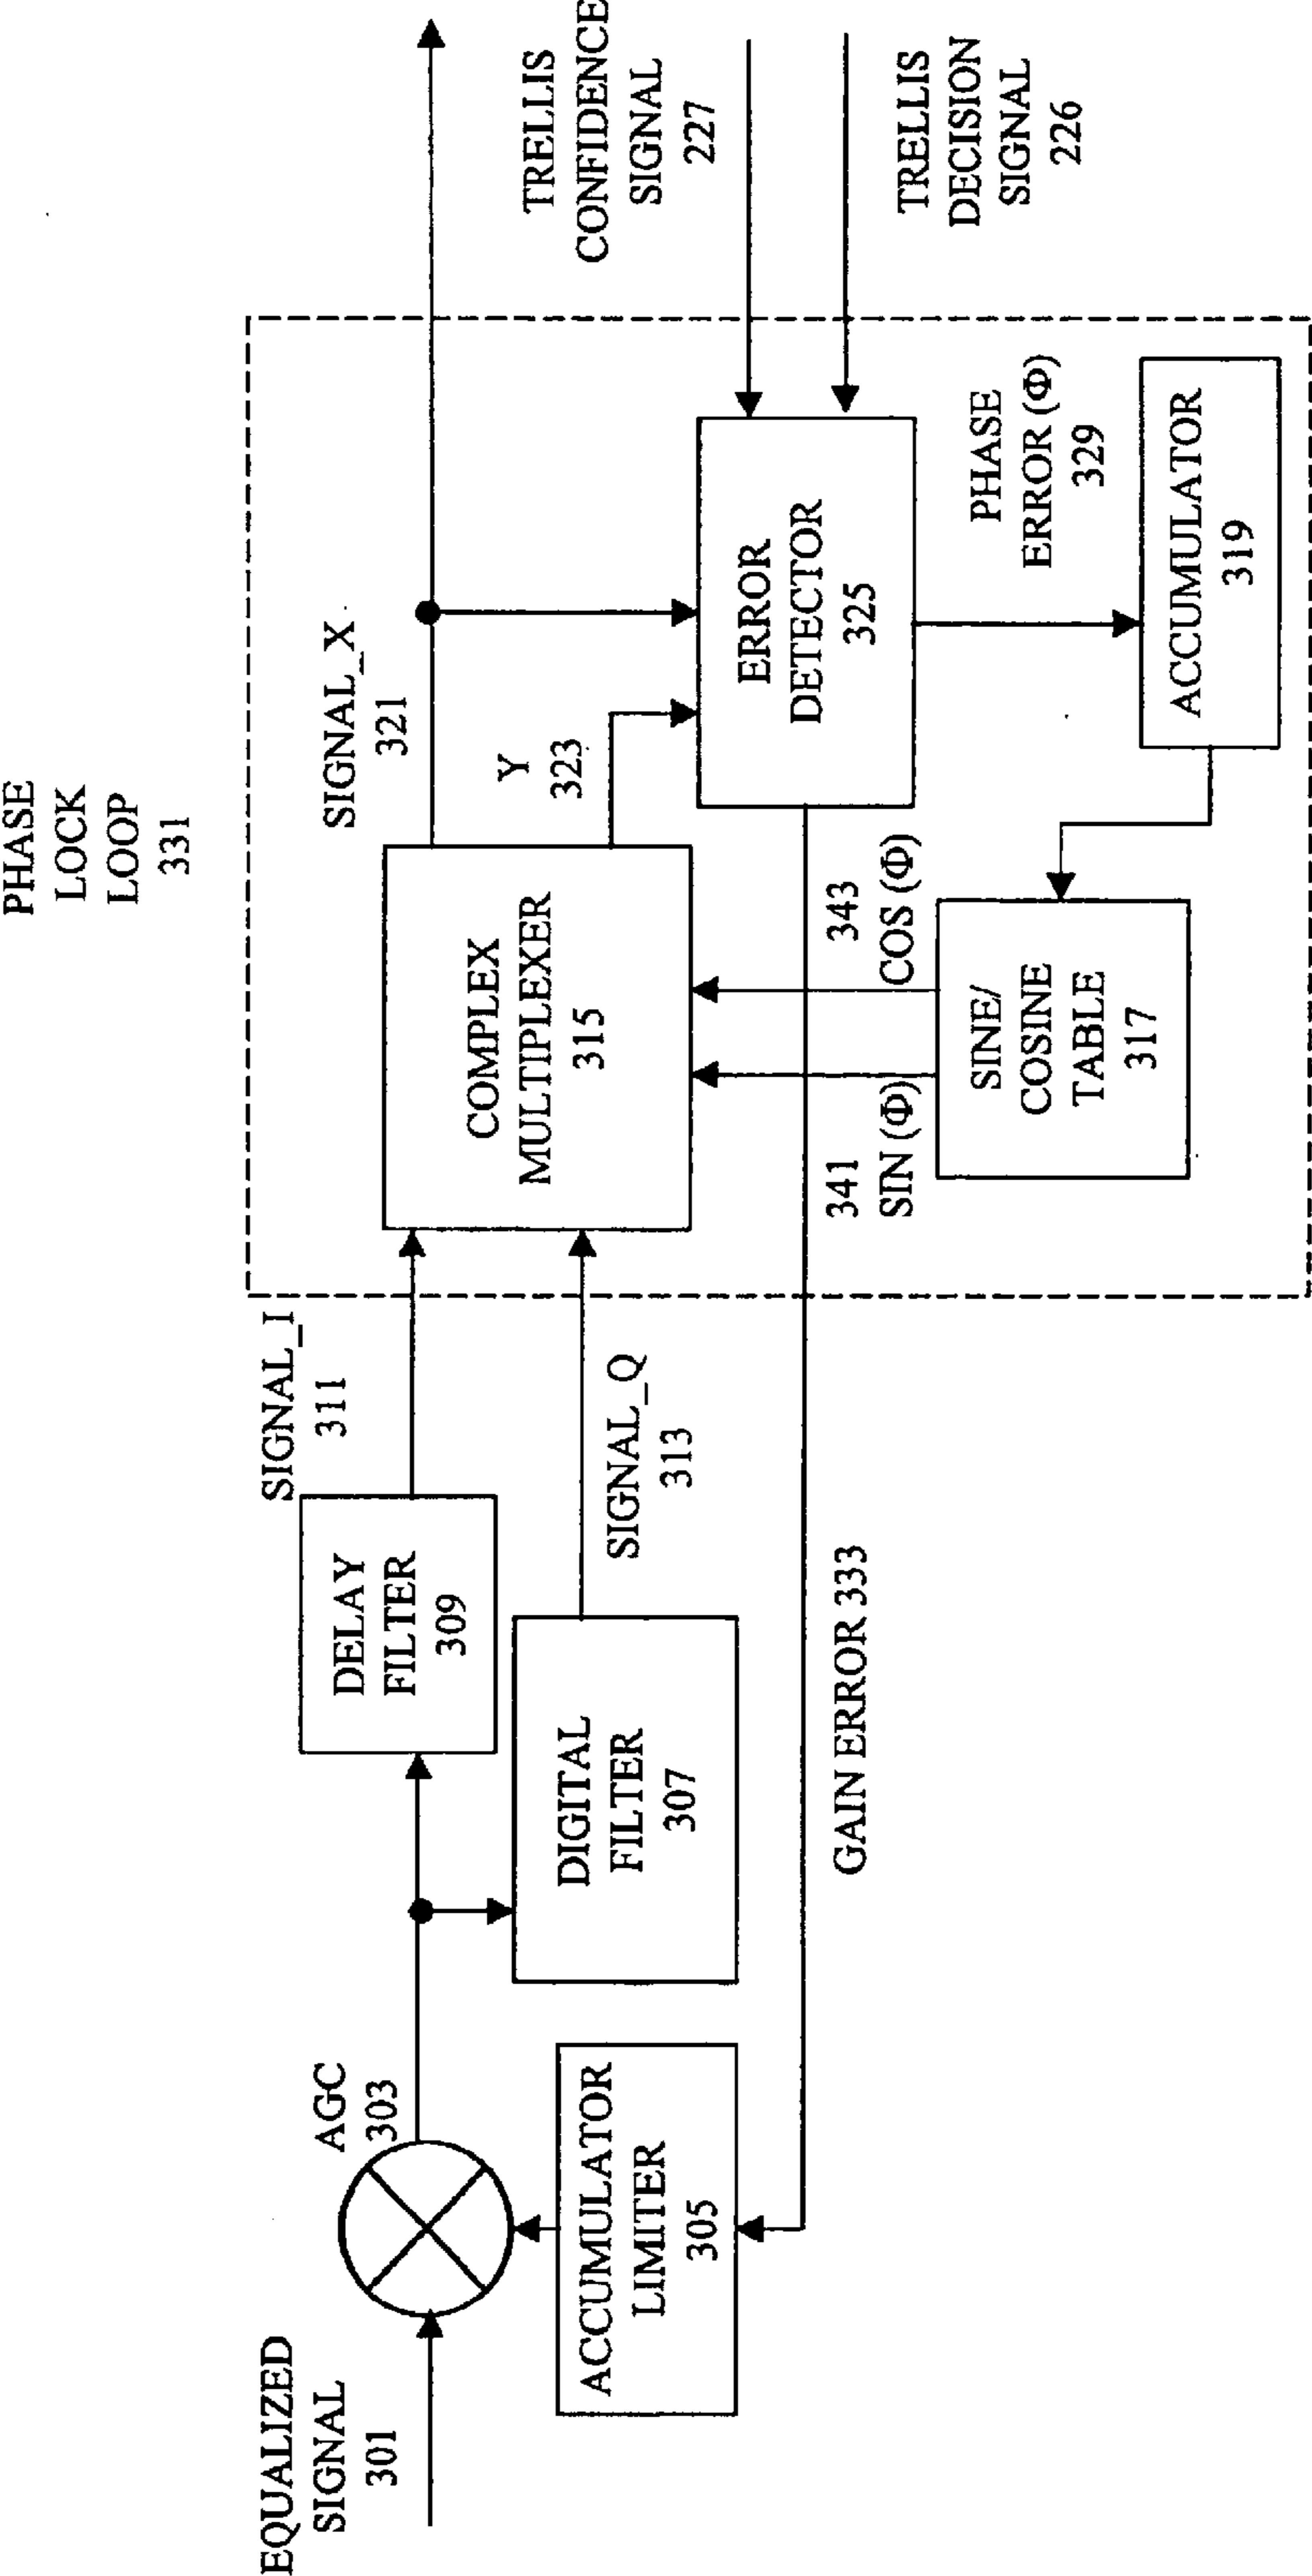 PHASE
LOCK
LOOP
331
EQUALIZED
SIGNAL
301
AGC
303
ACCUMULATOR
LIMITER
305
DELAY
FILTER
309
DIGITAL
FILTER
307
SIGNAL_I
311
SIGNAL_Q
313
GAIN ERROR 333
COMPLEX
MULTIPLEXER
315
SIGNAL_X
321
Y
323
341
SIN (Φ)
343
COS (Φ)
SINE/
COSINE
TABLE
317
ERROR
DETECTOR
325
PHASE
ERROR (Φ)
329
ACCUMULATOR
319
TRELLIS
CONFIDENCE
SIGNAL
227
TRELLIS
DECISION
SIGNAL
226